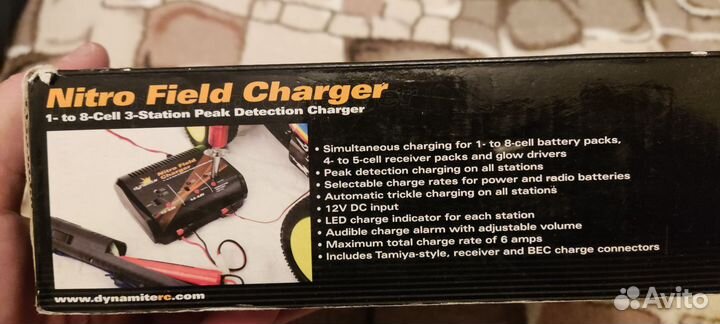 Nitro Field Charger
1- to 8-Cell 3-Station Peak Detection Charger
Nitro Field
Charger
• Simultaneous charging for 1- to 8-cell battery packs,
4- to 5-cell receiver packs and glow drivers
• Peak detection charging on all stations
• Selectable charge rates for power and radio batteries
• Automatic trickle charging on all stations
• 12V DC input
• LED charge indicator for each station
• Audible charge alarm with adjustable volume
• Maximum total charge rate of 6 amps
• Includes Tamiya-style, receiver and BEC charge connectors
www.dynamiterc.com
Avito